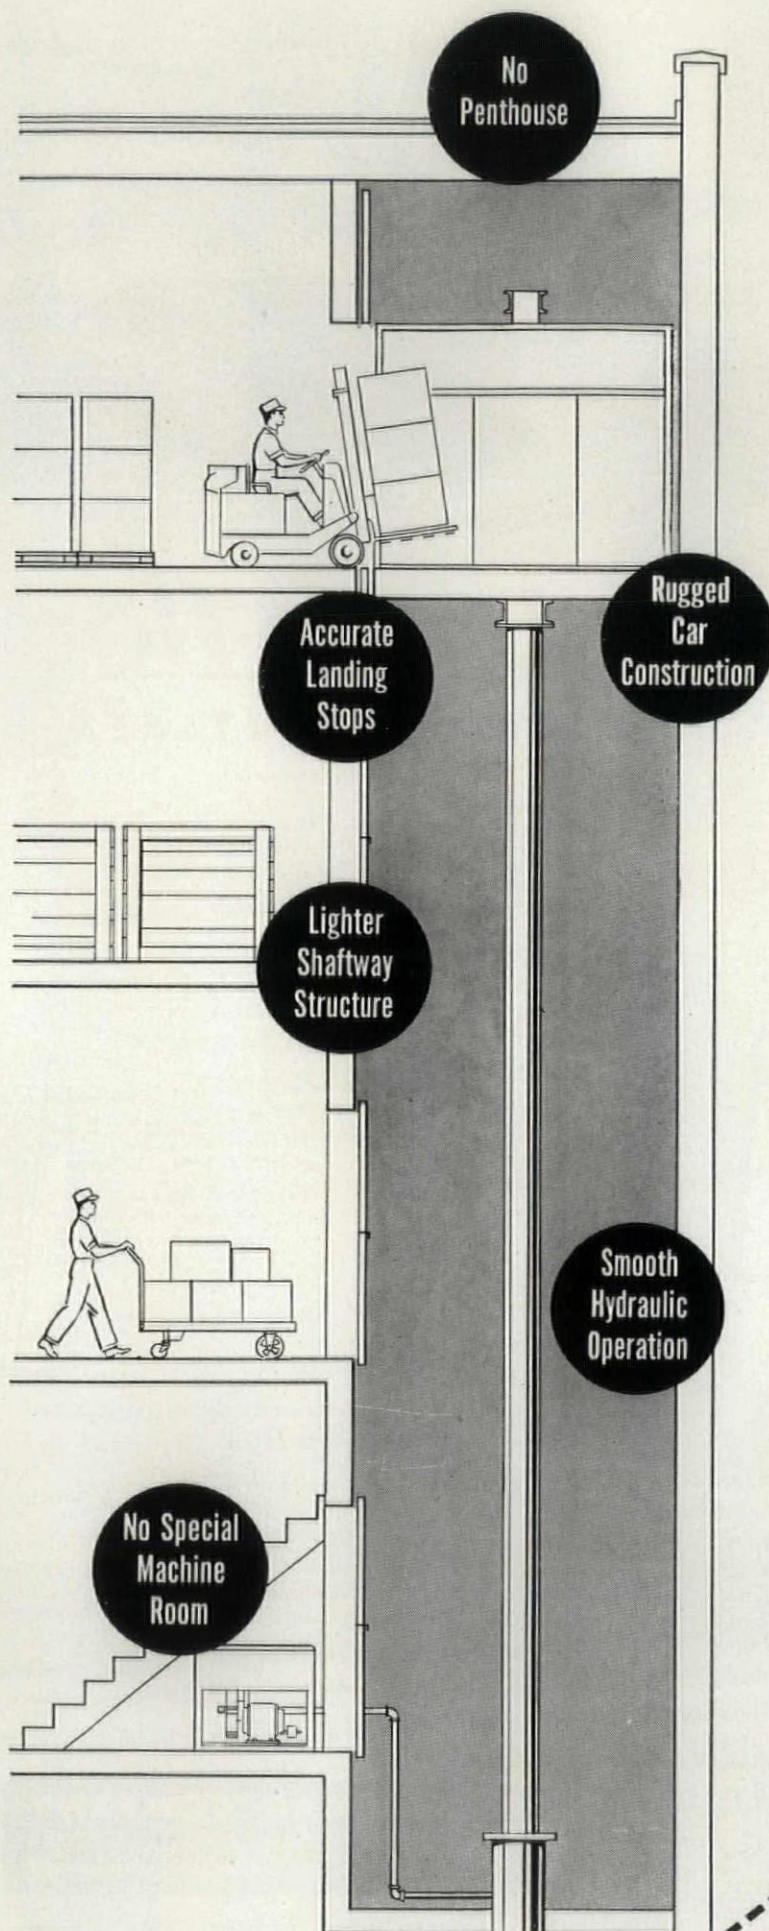 No
Penthouse
Rugged
Car
Construction
Accurate
Landing
Stops
Lighter
Shaftway
Structure
Smooth
Hydraulic
Operation
No Special
Machine
Room